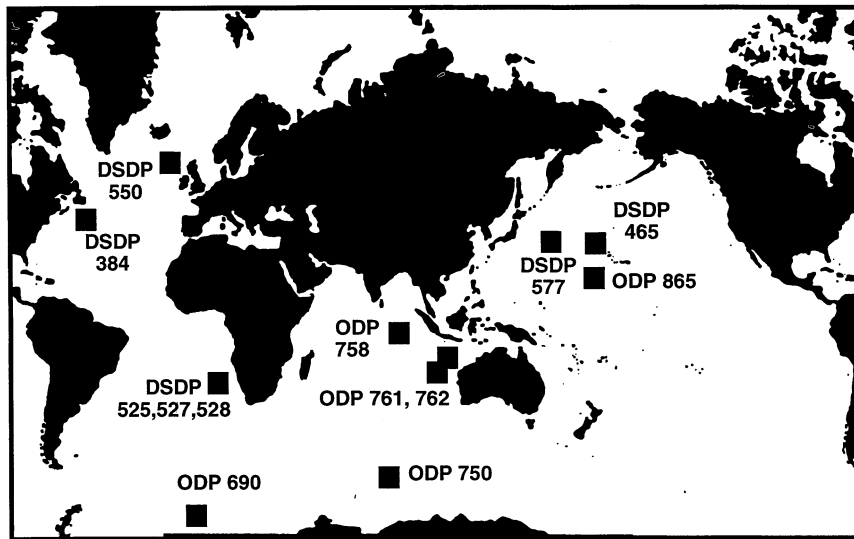 DSDP
550
DSDP
384
DSDP
465
DSDP
577
ODP 865
ODP
758
ODP 761, 762
DSDP
525,527,528
ODP 750
ODP 690